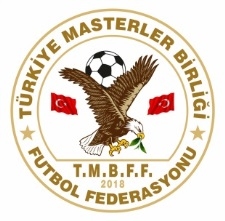 TÜRKİYE MASTERLER BİRLİĞİ
T.M.B.F.F.
2018
FUTBOL FEDERASYONU